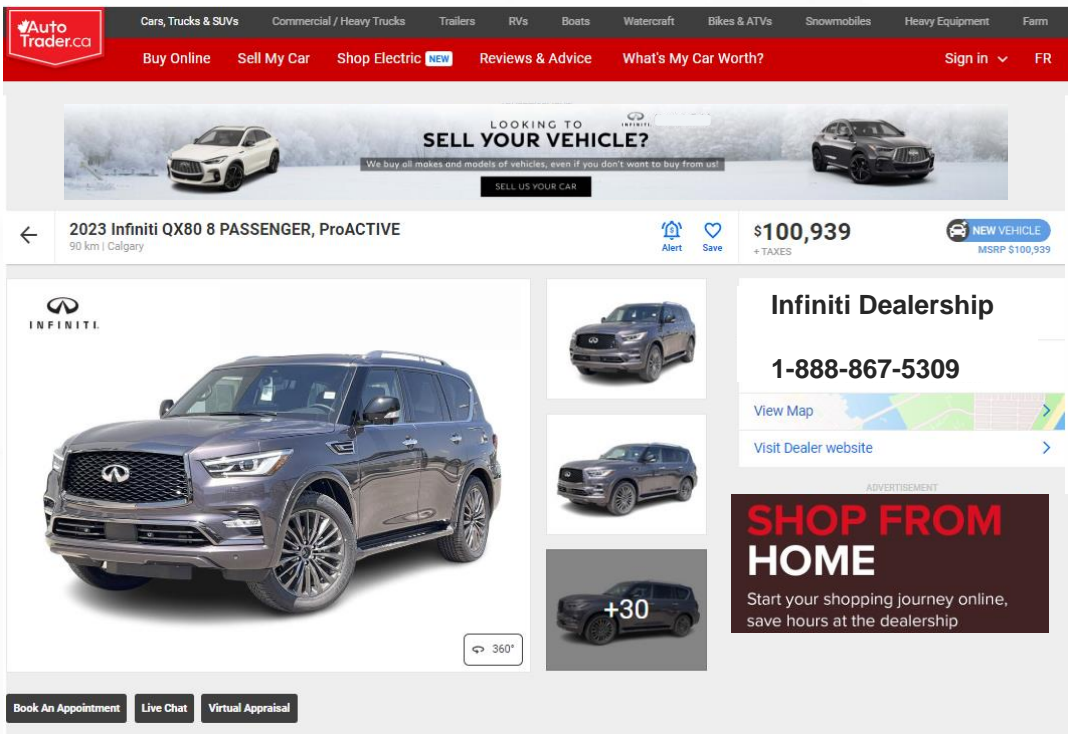 Auto
Trader.ca
Cars, Trucks & SUVs Commercial / Heavy Trucks Trailers RVs Boats Watercraft Bikes & ATVs Snowmobiles Heavy Equipment Farm
Buy Online Sell My Car Shop Electric NEW Reviews & Advice What's My Car Worth? Sign in FR
LOOKING TO
SELL YOUR VEHICLE?
INFINITI
We buy all makes and models of vehicles, even if you don't want to buy from us!
SELL US YOUR CAR
2023 Infiniti QX80 8 PASSENGER, ProACTIVE
90 km | Calgary
Alert Save
$100,939
+ TAXES
NEW VEHICLE
MSRP $100,939
INFINITI
360°
+30
Infiniti Dealership
1-888-867-5309
View Map
Visit Dealer website
ADVERTISEMENT
SHOP FROM
HOME
Start your shopping journey online,
save hours at the dealership
Book An Appointment Live Chat Virtual Appraisal